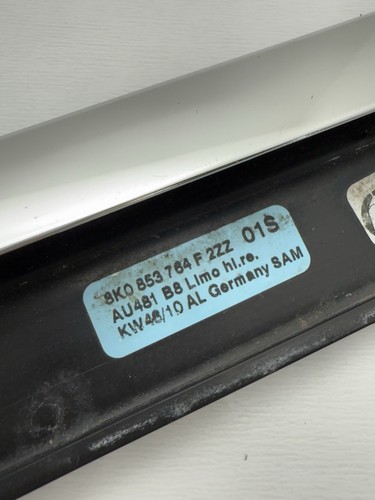 8K0 853 764 F 2ZZ 01S
AU481 B8 Limo hi.re.
KW48/10 AL Germany SAM